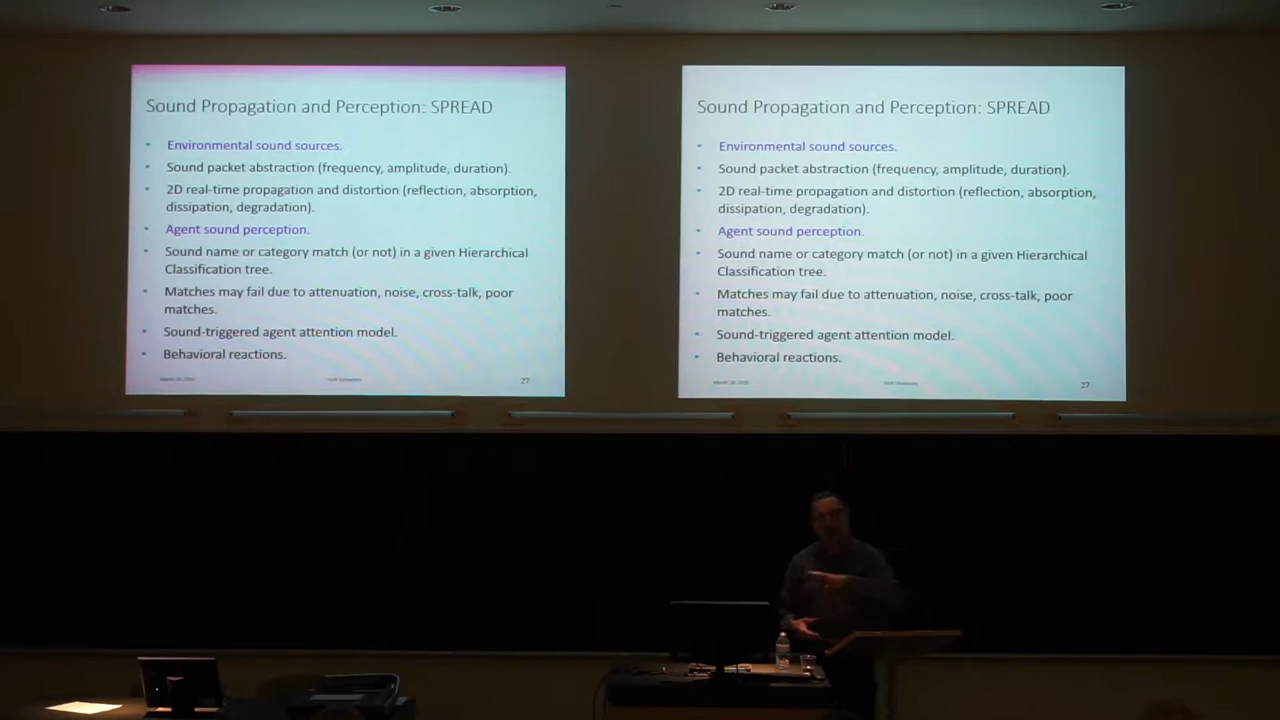 Sound Propagation and Perception: SPREAD
• Environmental sound sources.
• Sound packet abstraction (frequency, amplitude, duration).
• 2D real-time propagation and distortion (reflection, absorption,
dissipation, degradation).
• Agent sound perception.
• Sound name or category match (or not) in a given Hierarchical
Classification tree.
• Matches may fail due to attenuation, noise, cross-talk, poor
matches.
• Sound-triggered agent attention model.
• Behavioral reactions.
27
Sound Propagation and Perception: SPREAD
• Environmental sound sources.
• Sound packet abstraction (frequency, amplitude, duration).
• 2D real-time propagation and distortion (reflection, absorption,
dissipation, degradation).
• Agent sound perception.
• Sound name or category match (or not) in a given Hierarchical
Classification tree.
• Matches may fail due to attenuation, noise, cross-talk, poor
matches.
• Sound-triggered agent attention model.
• Behavioral reactions.
27